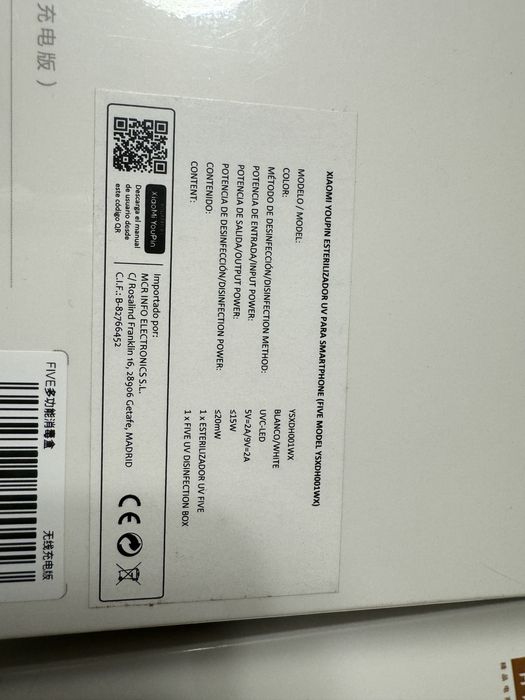 充电版）
XIAOMI YOUPIN ESTERILIZADOR UV PARA SMARTPHONE (FIVE MODEL YSXDH001WX)
MODELO / MODEL: YSXDH001WX
COLOR: BLANCO/WHITE
MÉTODO DE DESINFECCIÓN/DISINFECTION METHOD: UVC-LED
POTENCIA DE ENTRADA/INPUT POWER: 5V=2A/9V=2A
POTENCIA DE SALIDA/OUTPUT POWER: ≤15W
POTENCIA DE DESINFECCIÓN/DISINFECTION POWER: ≤20mW
CONTENIDO: 1 x ESTERILIZADOR UV FIVE
CONTENT: 1 x FIVE UV DISINFECTION BOX
XiaoMi YouPin
Descarga el manual
de usuario desde
este código QR
Importado por:
MCR INFO ELECTRONICS S.L.
C/ Rosalind Franklin 16, 28906 Getafe, MADRID
C.I.F.: B-82766452
CE
FIVE多功能消毒盒 无线充电版